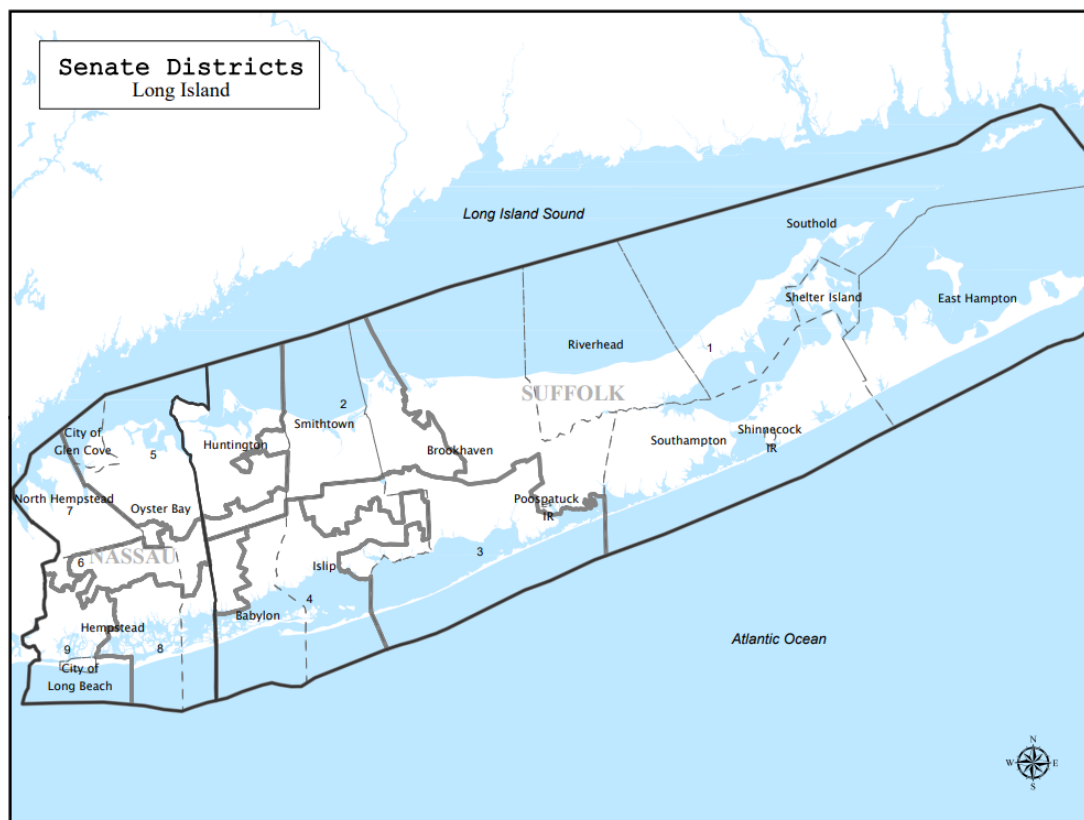 Senate Districts
Long Island
Long Island Sound
Southold
Shelter Island
East Hampton
Riverhead
1
SUFFOLK
2
Smithtown
City of
Glen Cove
5
Huntington
Brookhaven
Southampton
Shinnecock
IR
North Hempstead
7
Oyster Bay
Poospatuck
IR
NASSAU
6
3
Islip
4
Babylon
Hempstead
8
9
City of
Long Beach
Atlantic Ocean
N
W
E
S